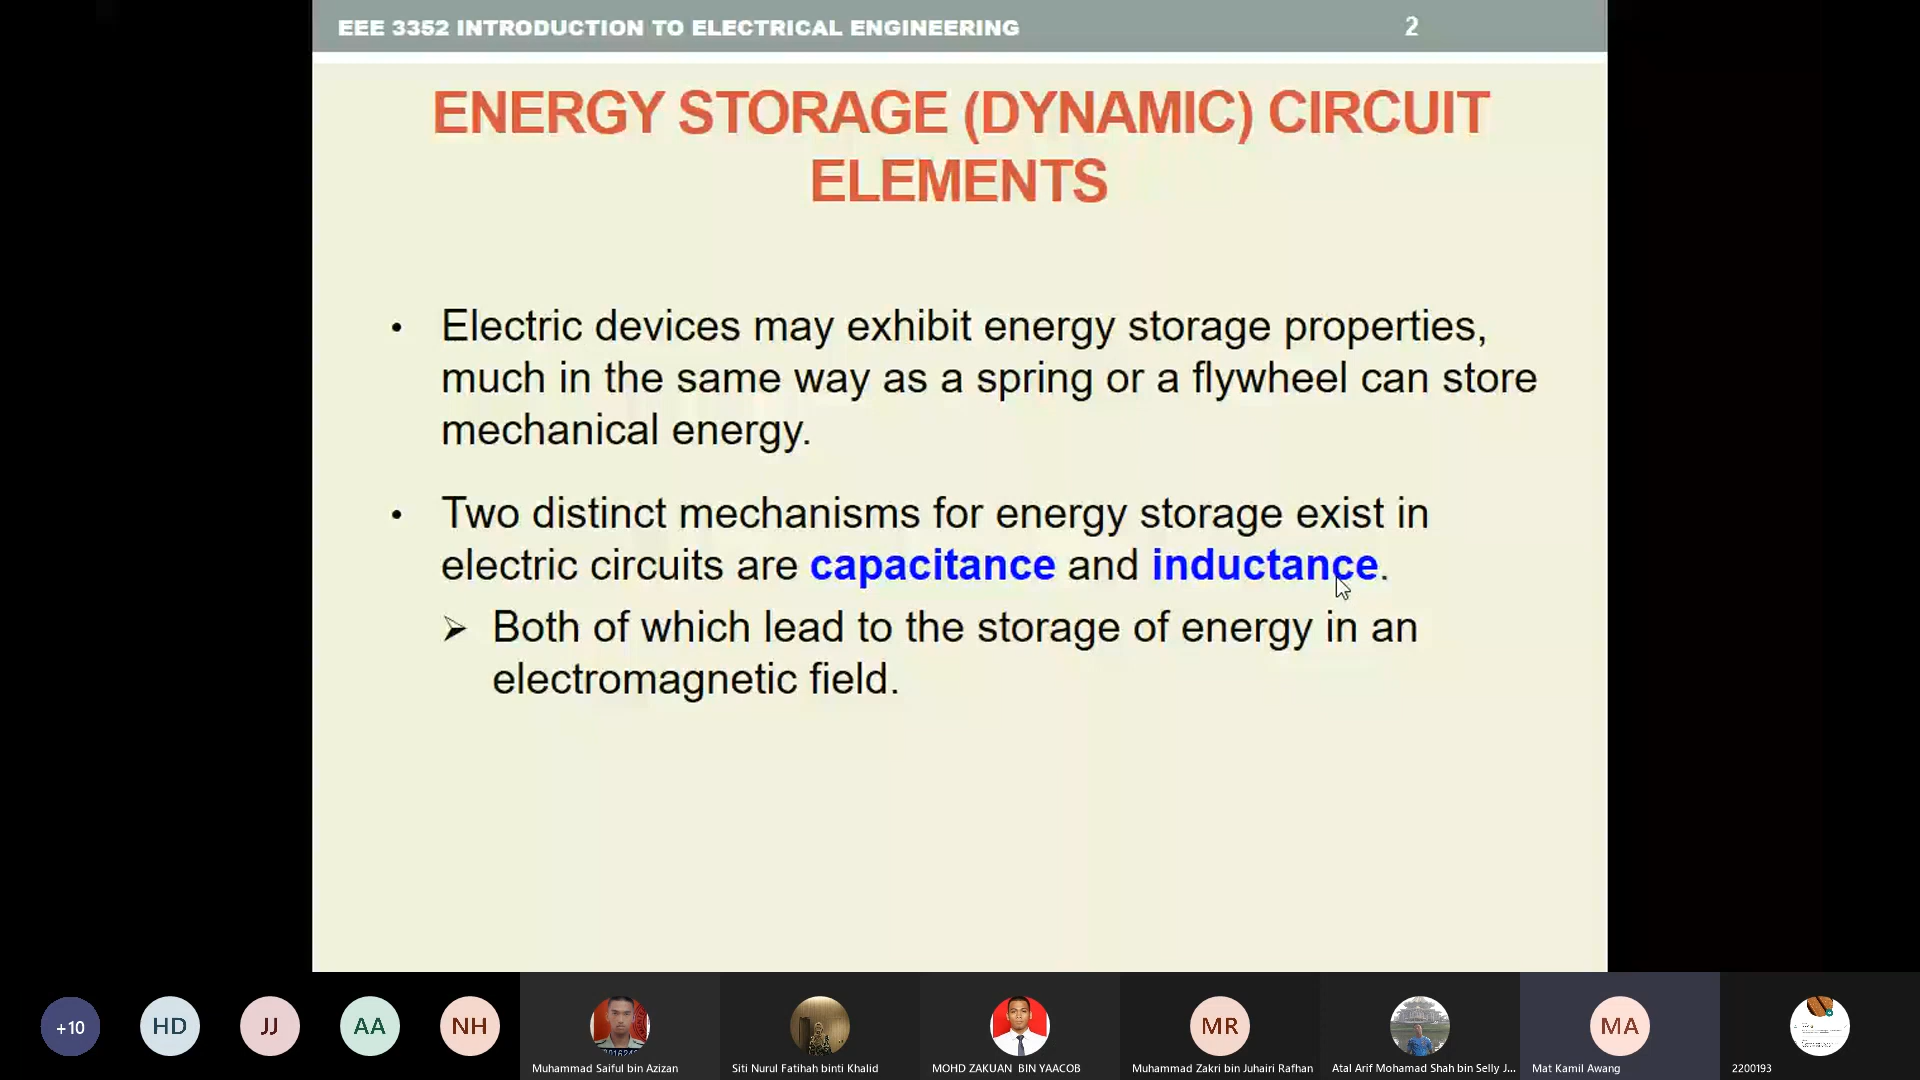 EEE 3352 INTRODUCTION TO ELECTRICAL ENGINEERING 2
ENERGY STORAGE (DYNAMIC) CIRCUIT
ELEMENTS
• Electric devices may exhibit energy storage properties,
much in the same way as a spring or a flywheel can store
mechanical energy.
• Two distinct mechanisms for energy storage exist in
electric circuits are capacitance and inductance.
➢ Both of which lead to the storage of energy in an
electromagnetic field.
+10 HD JJ AA NH MR MA
Muhammad Saiful bin Azizan Siti Nurul Fatihah binti Khalid MOHD ZAKUAN BIN YAACOB Muhammad Zakri bin Juhairi Rafhan Atal Arif Mohamad Shah bin Selly J... Mat Kamil Awang 2200193